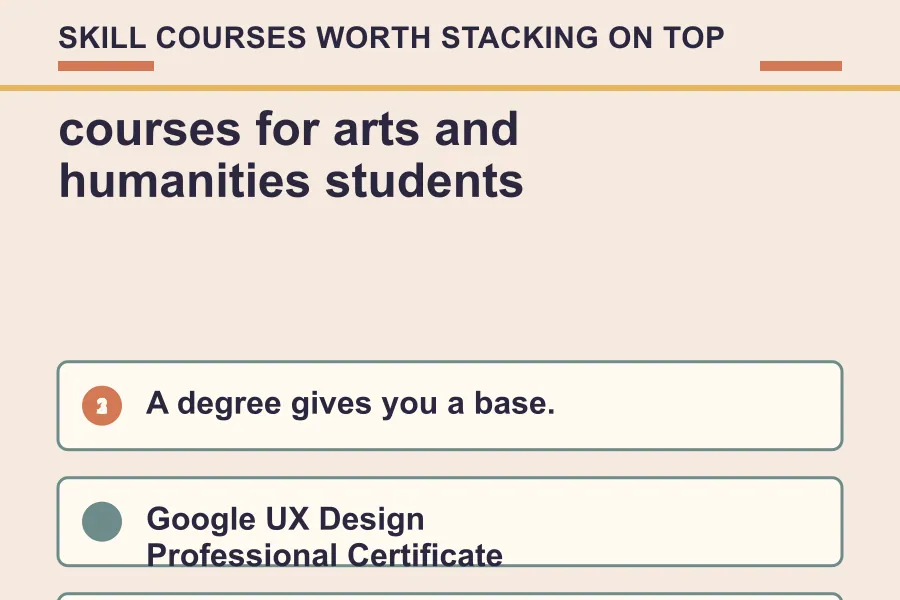 SKILL COURSES WORTH STACKING ON TOP
courses for arts and
humanities students
A degree gives you a base.
Google UX Design
Professional Certificate